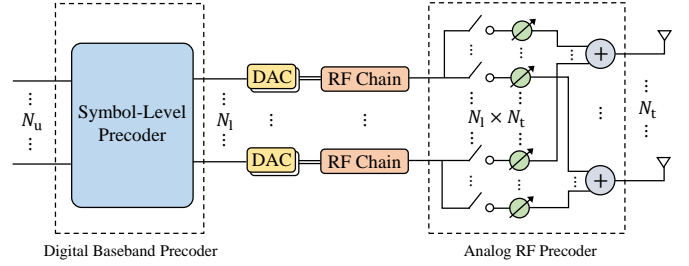 N_u
Symbol-Level
Precoder
N_l
DAC
RF Chain
DAC
RF Chain
N_l × N_t
+
+
N_t
Digital Baseband Precoder
Analog RF Precoder